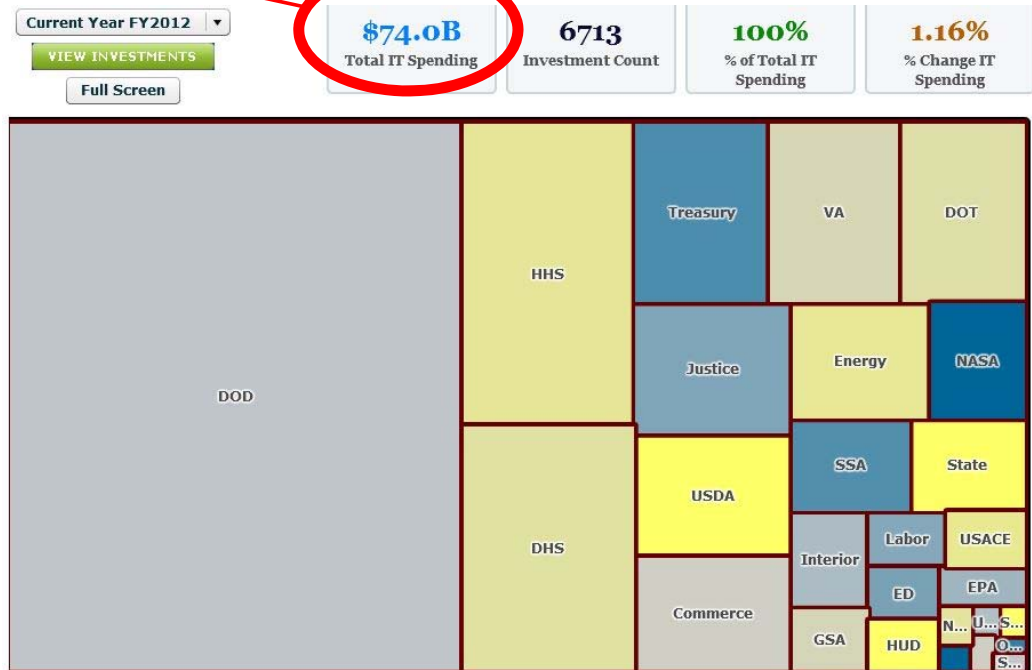 Current Year FY2012
VIEW INVESTMENTS
Full Screen
$74.0B
Total IT Spending
6713
Investment Count
100%
% of Total IT
Spending
1.16%
% Change IT
Spending
DOD
HHS
DHS
Treasury
VA
DOT
Justice
Energy
NASA
USDA
SSA
State
Commerce
Interior
Labor
USACE
ED
EPA
GSA
HUD
N...
U...
S...
O...
S...